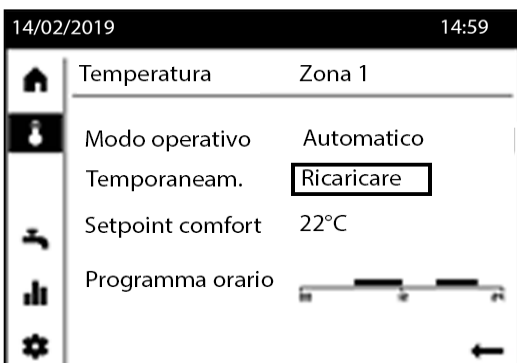 14/02/2019 14:59
Temperatura Zona 1
Modo operativo Automatico
Temporaneam. Ricaricare
Setpoint comfort 22°C
Programma orario